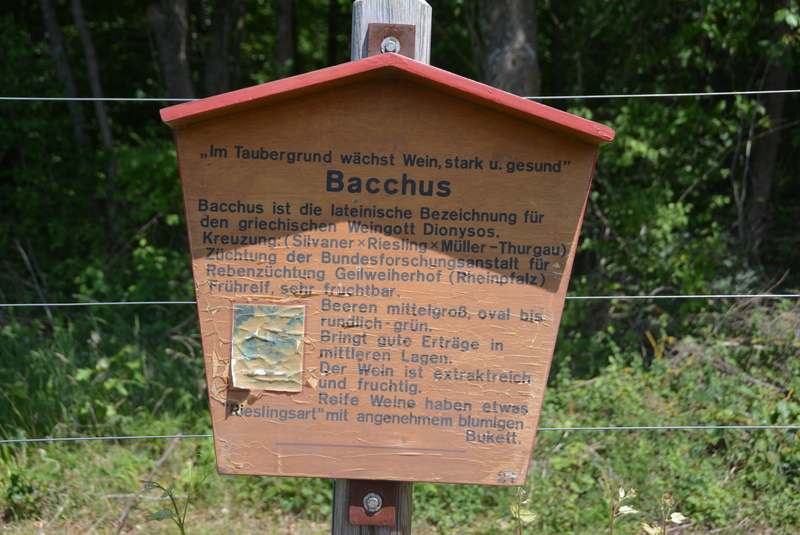 „Im Taubergrund wächst Wein, stark u. gesund"
Bacchus
Bacchus ist die lateinische Bezeichnung für
den griechischen Weingott Dionysos.
Kreuzung: (Silvaner × Riesling × Müller-Thurgau)
Züchtung der Bundesforschungsanstalt für
Rebenzüchtung Geilweiherhof (Rheinpfalz)
Frühreif, sehr fruchtbar.
Beeren mittelgroß, oval bis
rundlich-grün.
Bringt gute Erträge in
mittleren Lagen.
Der Wein ist extraktreich
und fruchtig.
Reife Weine haben etwas
"Rieslingsart" mit angenehmem blumigen
Bukett.